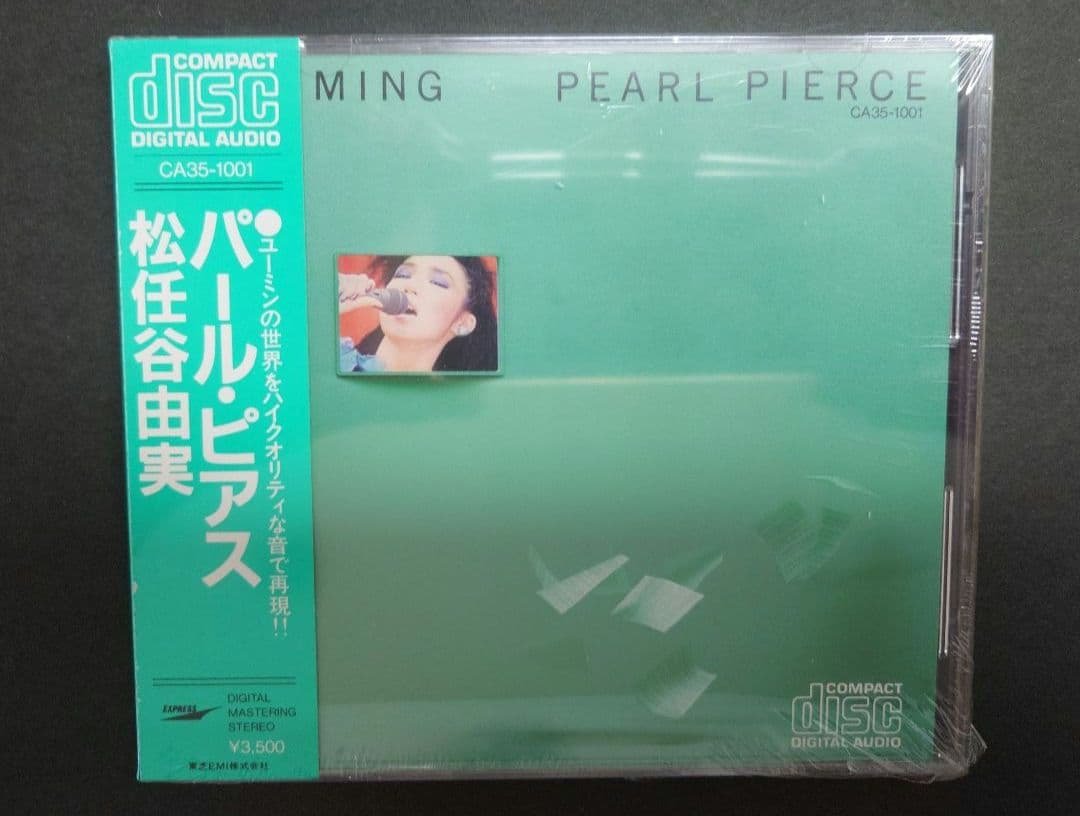 COMPACT
disc
DIGITAL AUDIO
CA35-1001
●ユーミンの世界をハイクオリティな音で再現!!
パール・ピアス
松任谷由実
EXPRESS
DIGITAL
MASTERING
STEREO
¥3,500
東芝EMI株式会社
MING PEARL PIERCE
CA35-1001
COMPACT
disc
DIGITAL AUDIO